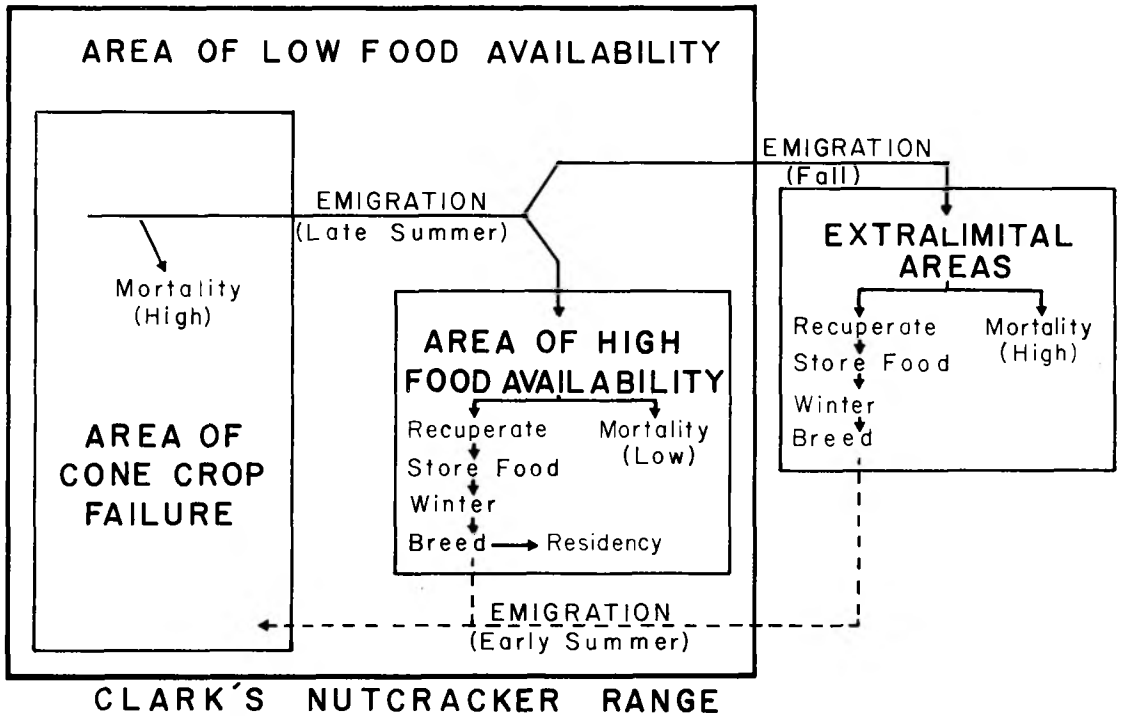 AREA OF LOW FOOD AVAILABILITY
EMIGRATION
(Late Summer)
Mortality
(High)
AREA OF
CONE CROP
FAILURE
EMIGRATION
(Fall)
EXTRALIMITAL
AREAS
Recuperate
Store Food
Winter
Breed
Mortality
(High)
AREA OF HIGH
FOOD AVAILABILITY
Recuperate
Store Food
Winter
Breed
Residency
Mortality
(Low)
EMIGRATION
(Early Summer)
CLARK'S NUTCRACKER RANGE